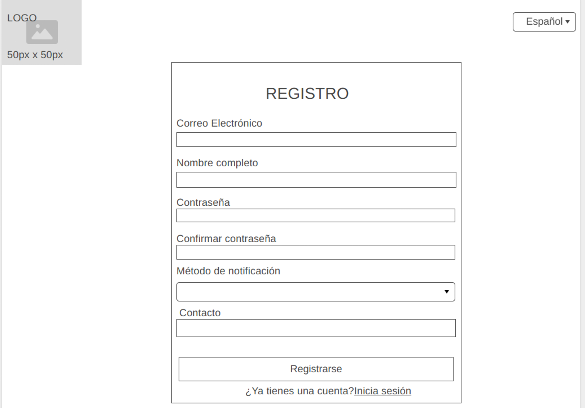 LOGO
50px x 50px
Español
REGISTRO
Correo Electrónico
Nombre completo
Contraseña
Confirmar contraseña
Método de notificación
Contacto
Registrarse
¿Ya tienes una cuenta?Inicia sesión